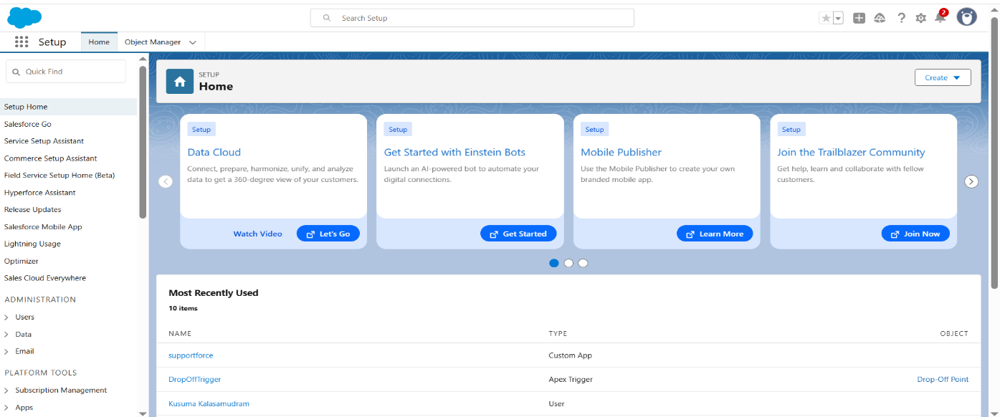 Search Setup
2
Setup
Home
Object Manager
Quick Find
Setup Home
Salesforce Go
Service Setup Assistant
Commerce Setup Assistant
Field Service Setup Home (Beta)
Hyperforce Assistant
Release Updates
Salesforce Mobile App
Lightning Usage
Optimizer
Sales Cloud Everywhere
ADMINISTRATION
Users
Data
Email
PLATFORM TOOLS
Subscription Management
Apps
SETUP
Home
Create
Setup
Data Cloud
Connect, prepare, harmonize, unify, and analyze
data to get a 360-degree view of your customers.
Watch Video
Let's Go
Setup
Get Started with Einstein Bots
Launch an AI-powered bot to automate your
digital connections.
Get Started
Setup
Mobile Publisher
Use the Mobile Publisher to create your own
branded mobile app.
Learn More
Setup
Join the Trailblazer Community
Get help, learn and collaborate with fellow
customers.
Join Now
Most Recently Used
10 items
NAME TYPE OBJECT
supportforce Custom App
DropOffTrigger Apex Trigger Drop-Off Point
Kusuma Kalasamudram User